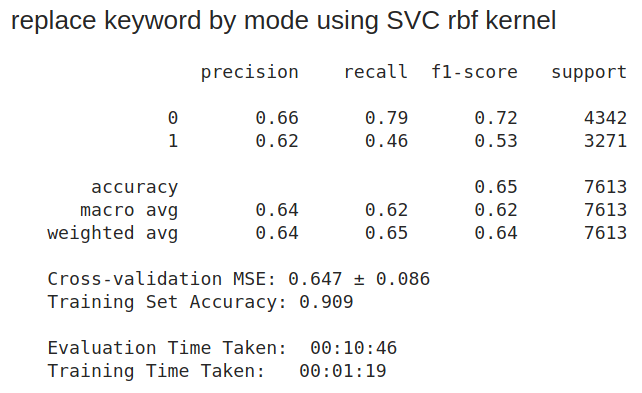 replace keyword by mode using SVC rbf kernel
precision recall f1-score support
0 0.66 0.79 0.72 4342
1 0.62 0.46 0.53 3271
accuracy 0.65 7613
macro avg 0.64 0.62 0.62 7613
weighted avg 0.64 0.65 0.64 7613
Cross-validation MSE: 0.647 ± 0.086
Training Set Accuracy: 0.909
Evaluation Time Taken: 00:10:46
Training Time Taken: 00:01:19